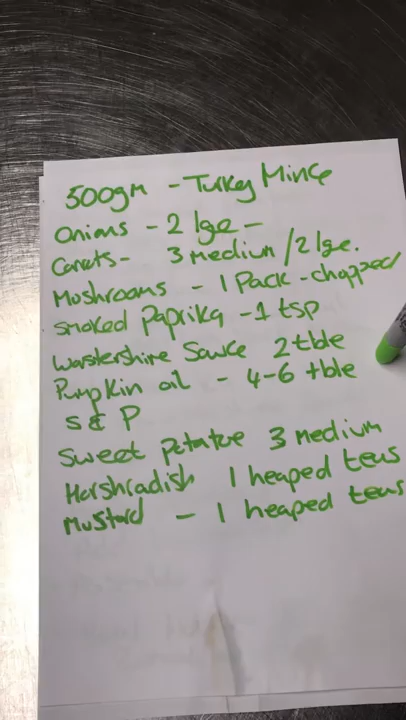 500gm - Turkey Mince
Onions - 2 lge -
Carrots - 3 medium / 2 lge.
Mushrooms - 1 Pack - chopped
Smoked Paprika - 1 tsp
Worstershire Sauce 2 tble
Pumpkin oil - 4-6 tble
S & P
Sweet potatoe 3 medium
Horshradish 1 heaped teas
Mustard - 1 heaped teas